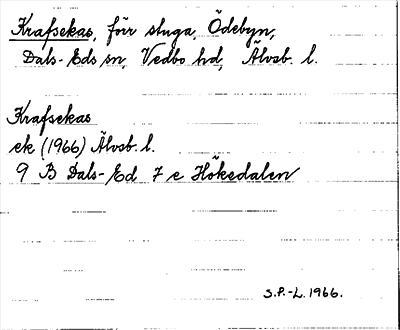 Krafsekas, förr stuga, Ödebyn,
Dals-Eds sn, Vedbo hd, Älvsb. l.
Krafsekas
ek (1966) Älvsb. l.
9 B Dals-Ed 7 e Hökedalen
S.P.-L. 1966.